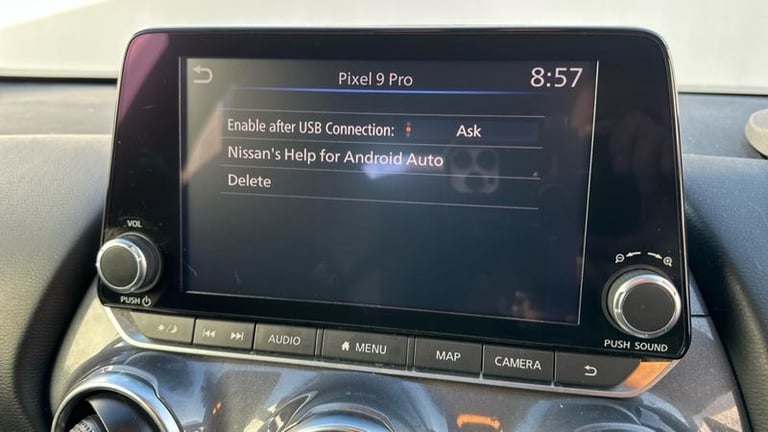 Pixel 9 Pro 8:57
Enable after USB Connection: Ask
Nissan's Help for Android Auto
Delete
VOL
PUSH
PUSH SOUND
AUDIO
MENU
MAP
CAMERA